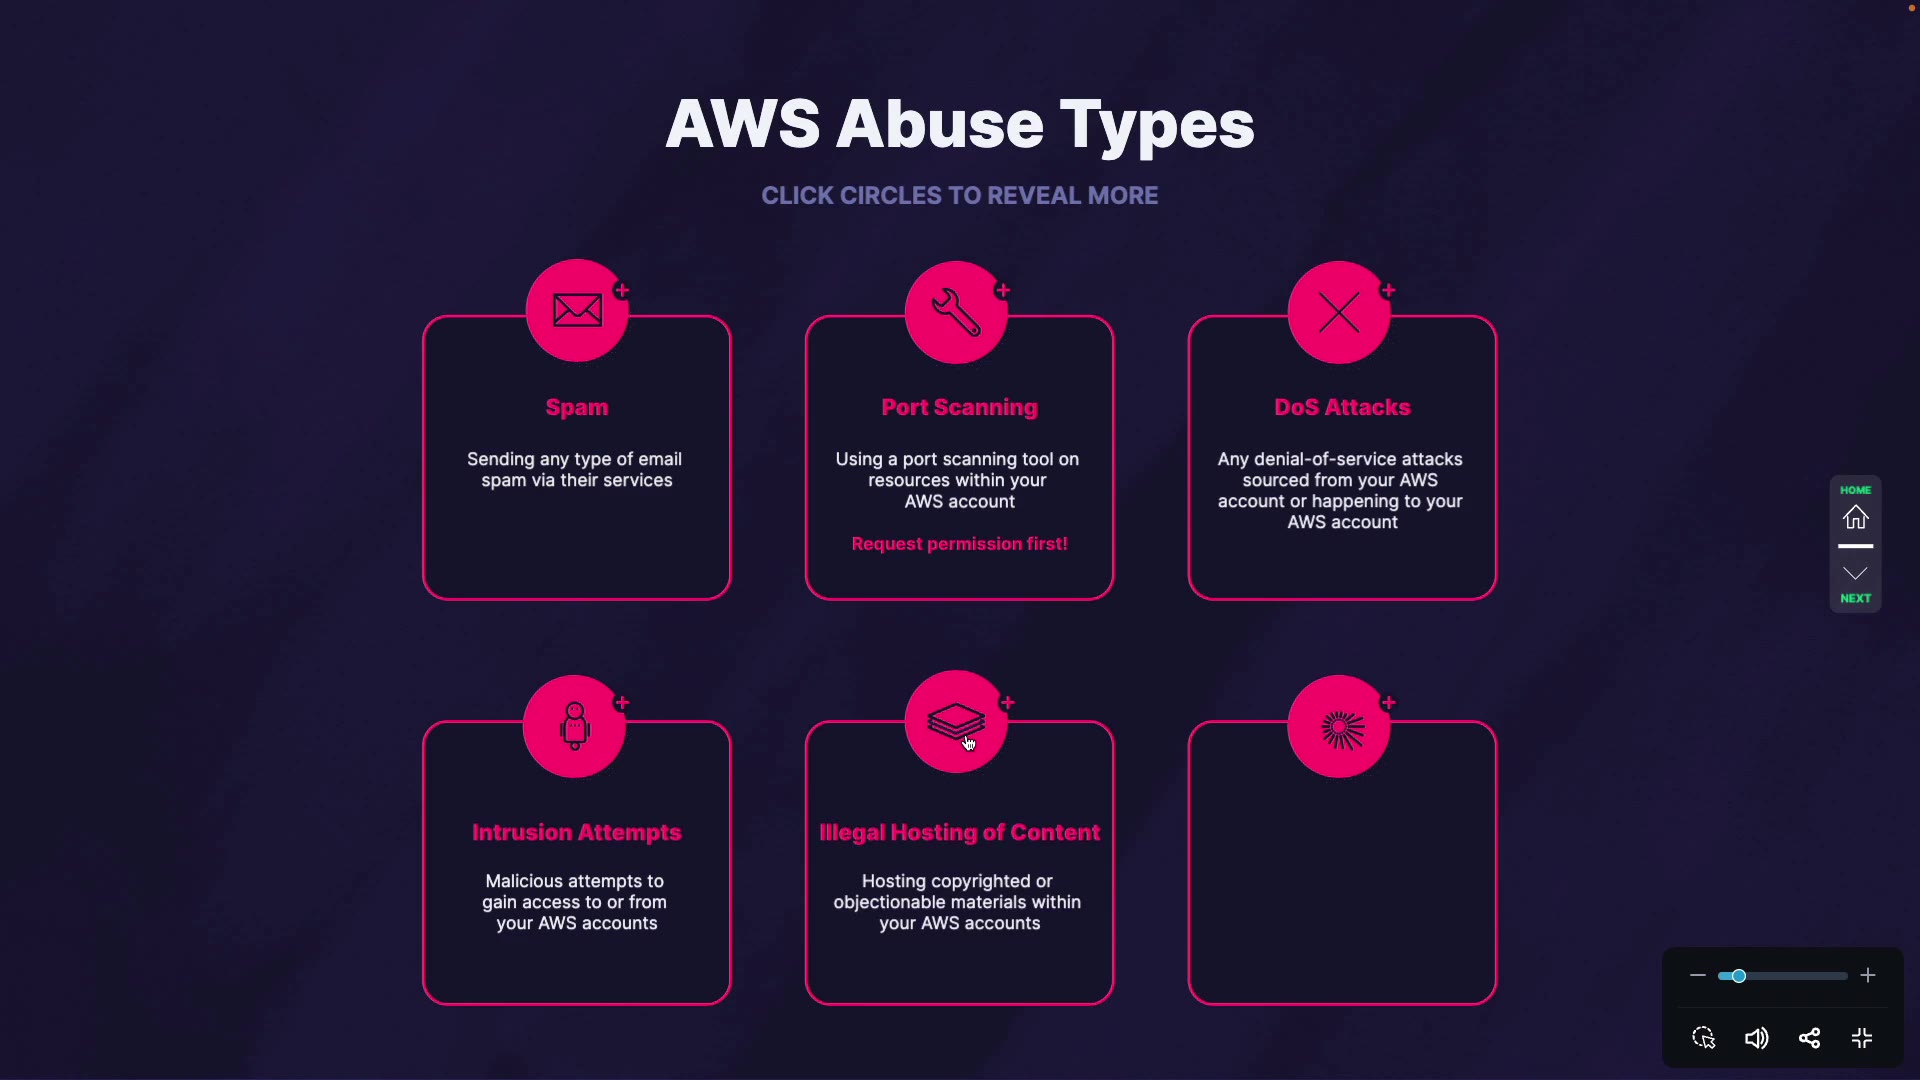 AWS Abuse Types
CLICK CIRCLES TO REVEAL MORE
Spam
Sending any type of email
spam via their services
Port Scanning
Using a port scanning tool on
resources within your
AWS account
Request permission first!
DoS Attacks
Any denial-of-service attacks
sourced from your AWS
account or happening to your
AWS account
Intrusion Attempts
Malicious attempts to
gain access to or from
your AWS accounts
Illegal Hosting of Content
Hosting copyrighted or
objectionable materials within
your AWS accounts
HOME
NEXT